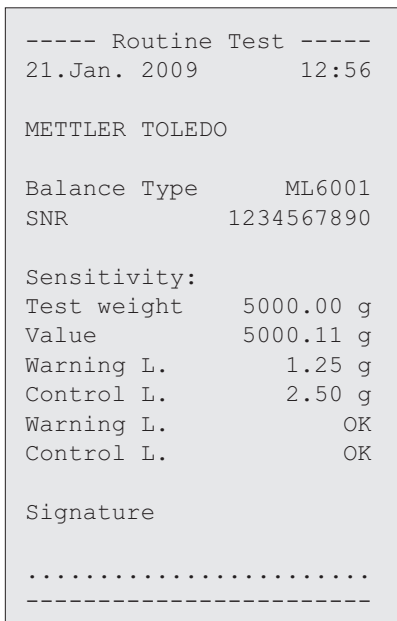 ----- Routine Test -----
21.Jan. 2009 12:56
METTLER TOLEDO
Balance Type ML6001
SNR 1234567890
Sensitivity:
Test weight 5000.00 g
Value 5000.11 g
Warning L. 1.25 g
Control L. 2.50 g
Warning L. OK
Control L. OK
Signature
........................
------------------------